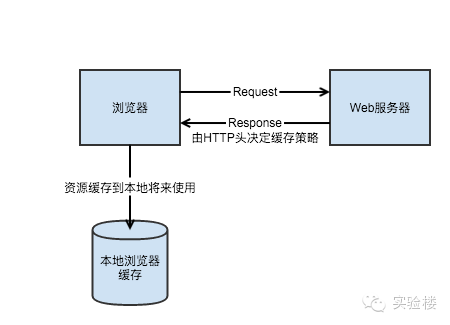 浏览器
Request
Web服务器
Response
由HTTP头决定缓存策略
资源缓存到本地将来使用
本地浏览器
缓存
实验楼